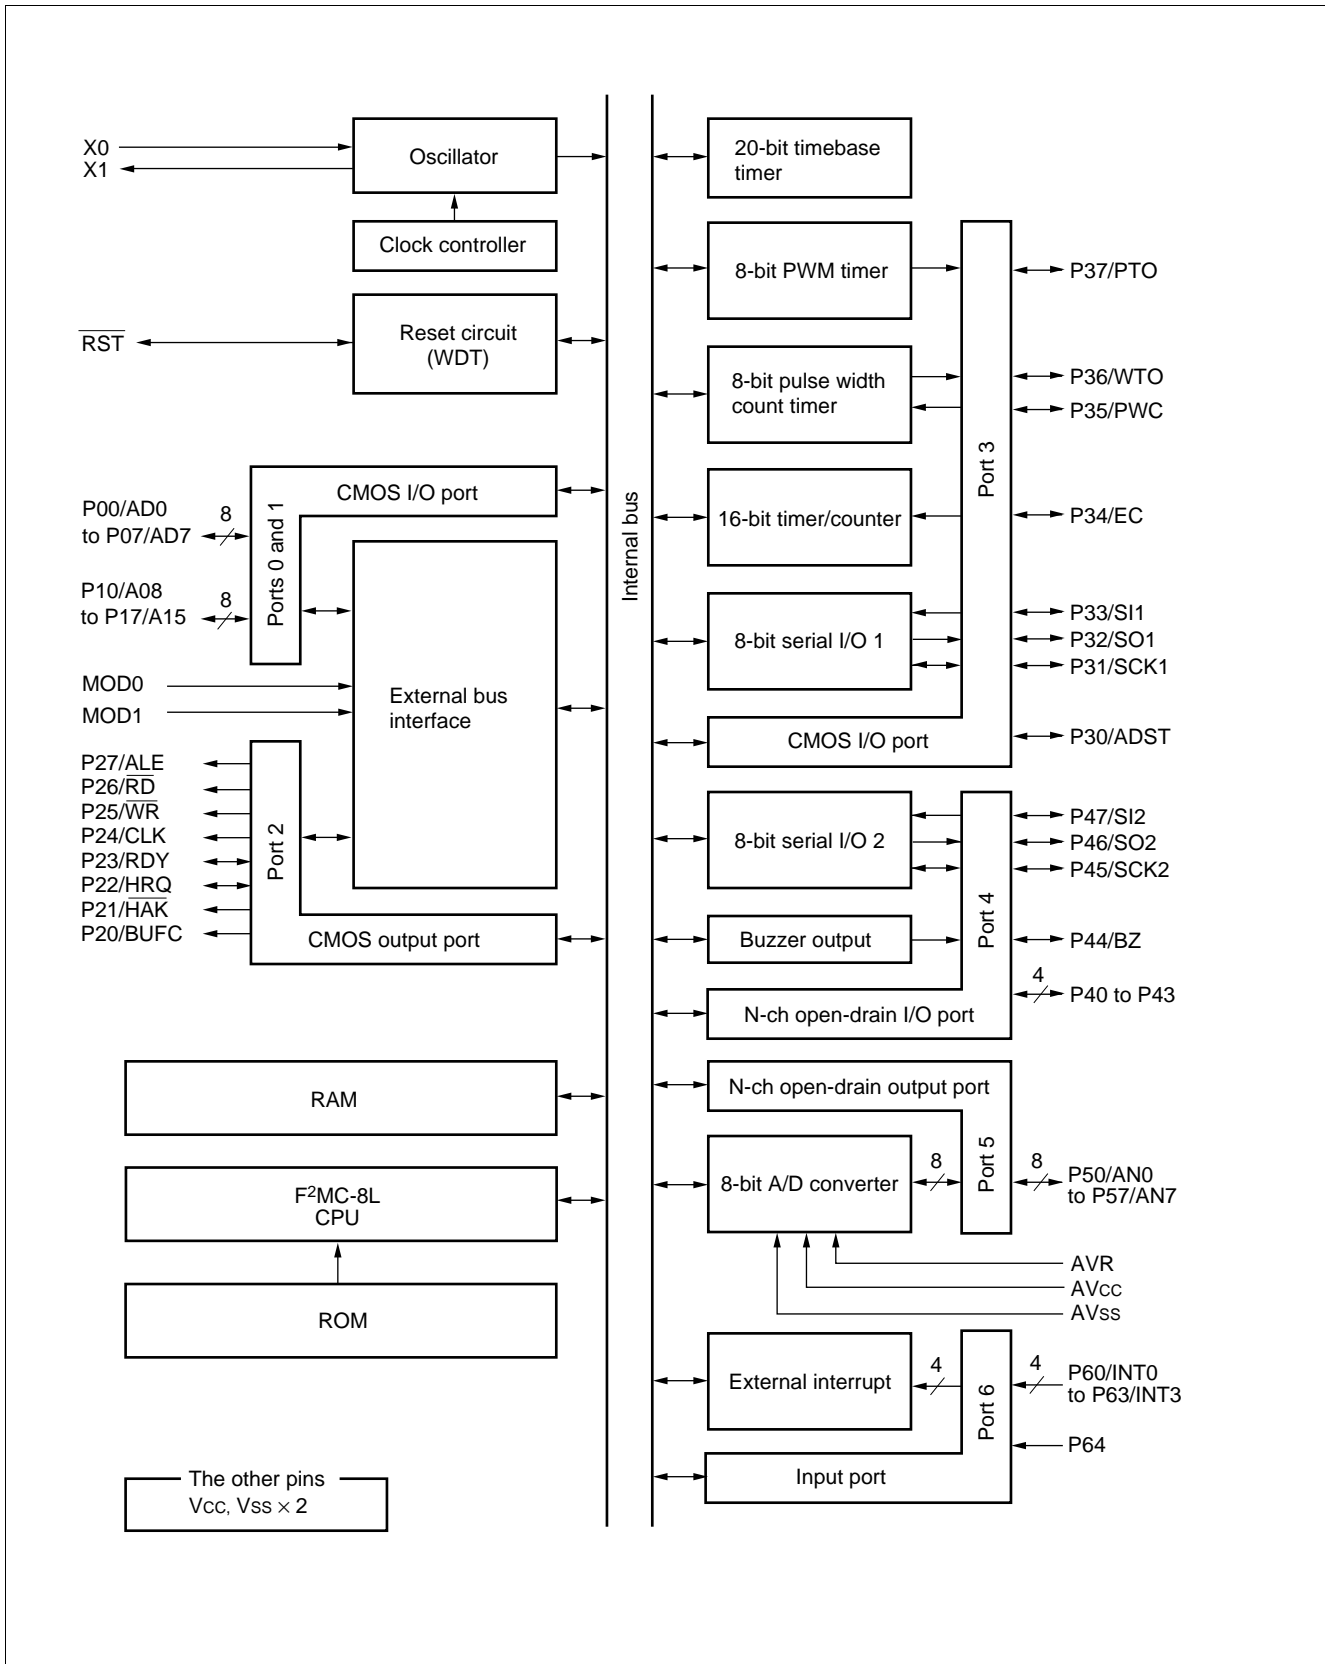 X0
X1
Oscillator
Clock controller
RST
Reset circuit
(WDT)
CMOS I/O port
Ports 0 and 1
P00/AD0
to P07/AD7
8
P10/A08
to P17/A15
8
MOD0
MOD1
External bus
interface
P27/ALE
P26/RD
P25/WR
P24/CLK
P23/RDY
P22/HRQ
P21/HAK
P20/BUFC
Port 2
CMOS output port
RAM
F²MC-8L
CPU
ROM
The other pins
VCC, VSS × 2
Internal bus
20-bit timebase
timer
8-bit PWM timer
8-bit pulse width
count timer
16-bit timer/counter
8-bit serial I/O 1
CMOS I/O port
Port 3
P37/PTO
P36/WTO
P35/PWC
P34/EC
P33/SI1
P32/SO1
P31/SCK1
P30/ADST
8-bit serial I/O 2
Buzzer output
N-ch open-drain I/O port
Port 4
P47/SI2
P46/SO2
P45/SCK2
P44/BZ
4
P40 to P43
N-ch open-drain output port
8-bit A/D converter
8
Port 5
8
P50/AN0
to P57/AN7
AVR
AVCC
AVSS
External interrupt
4
Port 6
4
P60/INT0
to P63/INT3
P64
Input port